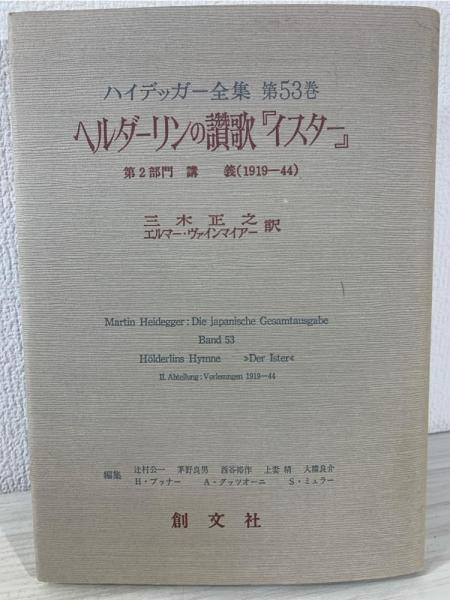 ハイデッガー全集 第53巻
ヘルダーリンの讃歌『イスター』
第2部門 講 義(1919—44)
三木正之
エルマー・ヴァインマイアー 訳
Martin Heidegger: Die japanische Gesamtausgabe
Band 53
Hölderlins Hymne »Der Ister«
II. Abteilung: Vorlesungen 1919—44
辻村公一 茅野良男 西谷裕作 上妻精 大橋良介
編集
H・ブッナー A・グッツオーニ S・ミュラー
創文社